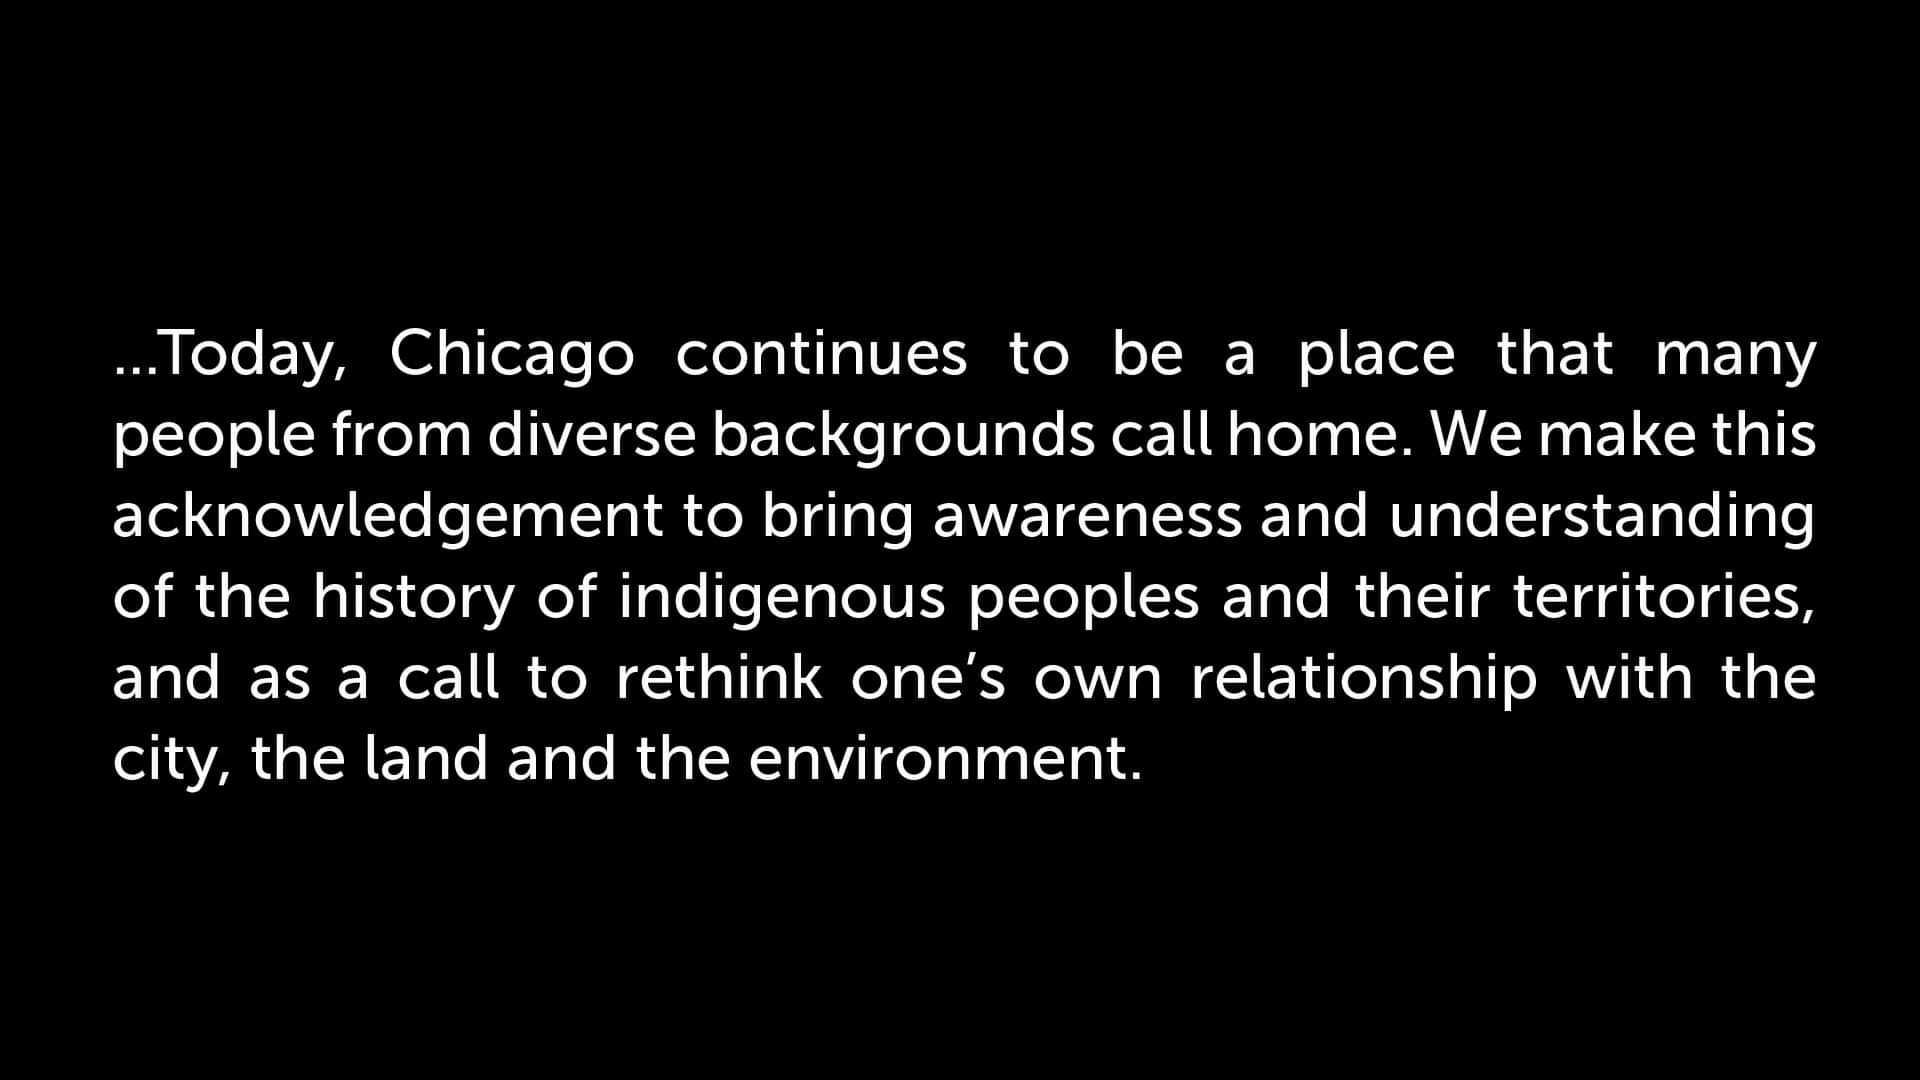 ...Today, Chicago continues to be a place that many
people from diverse backgrounds call home. We make this
acknowledgement to bring awareness and understanding
of the history of indigenous peoples and their territories,
and as a call to rethink one’s own relationship with the
city, the land and the environment.